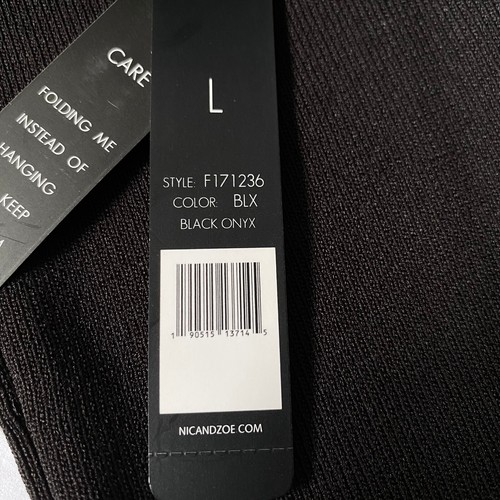 CARE
FOLDING ME
INSTEAD OF
HANGING
KEEP
L
STYLE: F171236
COLOR: BLX
BLACK ONYX
1 90515 13714 5
NICANDZOE.COM